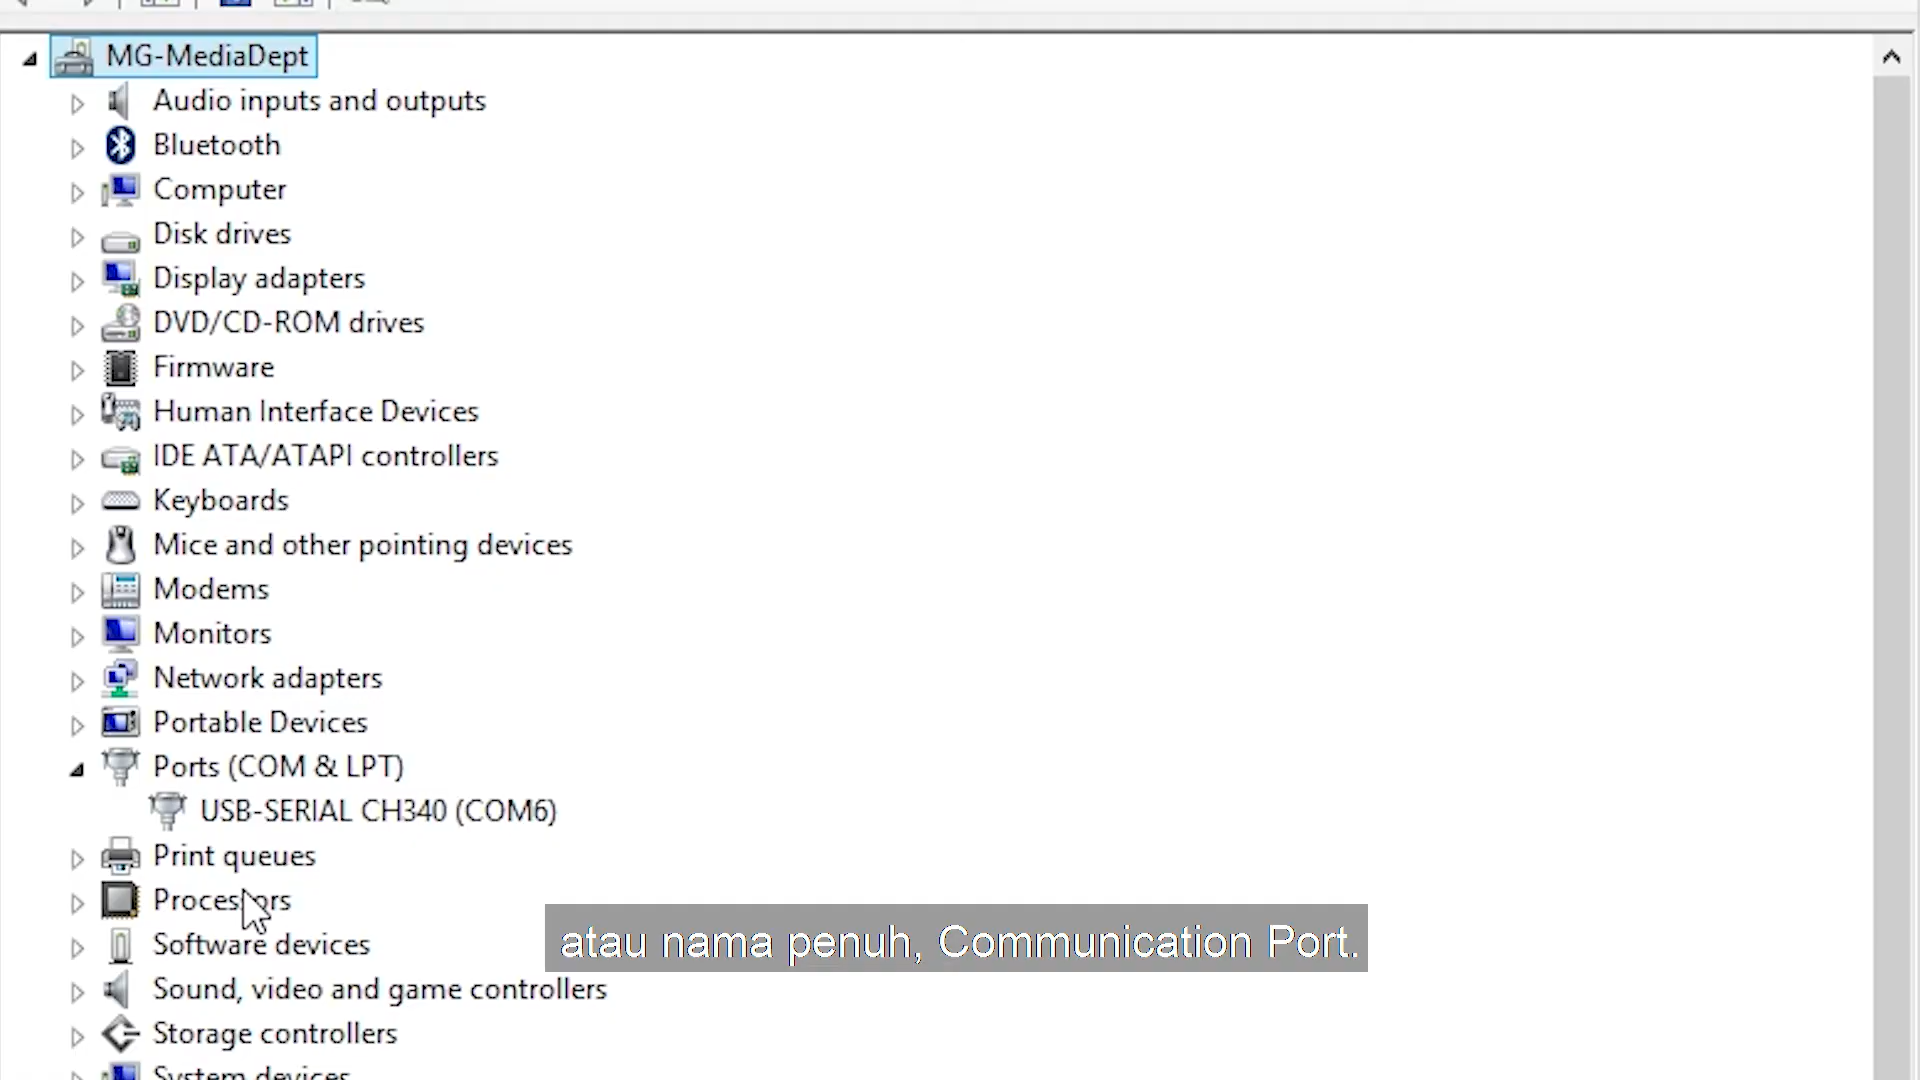 MG-MediaDept
Audio inputs and outputs
Bluetooth
Computer
Disk drives
Display adapters
DVD/CD-ROM drives
Firmware
Human Interface Devices
IDE ATA/ATAPI controllers
Keyboards
Mice and other pointing devices
Modems
Monitors
Network adapters
Portable Devices
Ports (COM & LPT)
USB-SERIAL CH340 (COM6)
Print queues
Processors
Software devices
Sound, video and game controllers
Storage controllers
System devices
atau nama penuh, Communication Port.